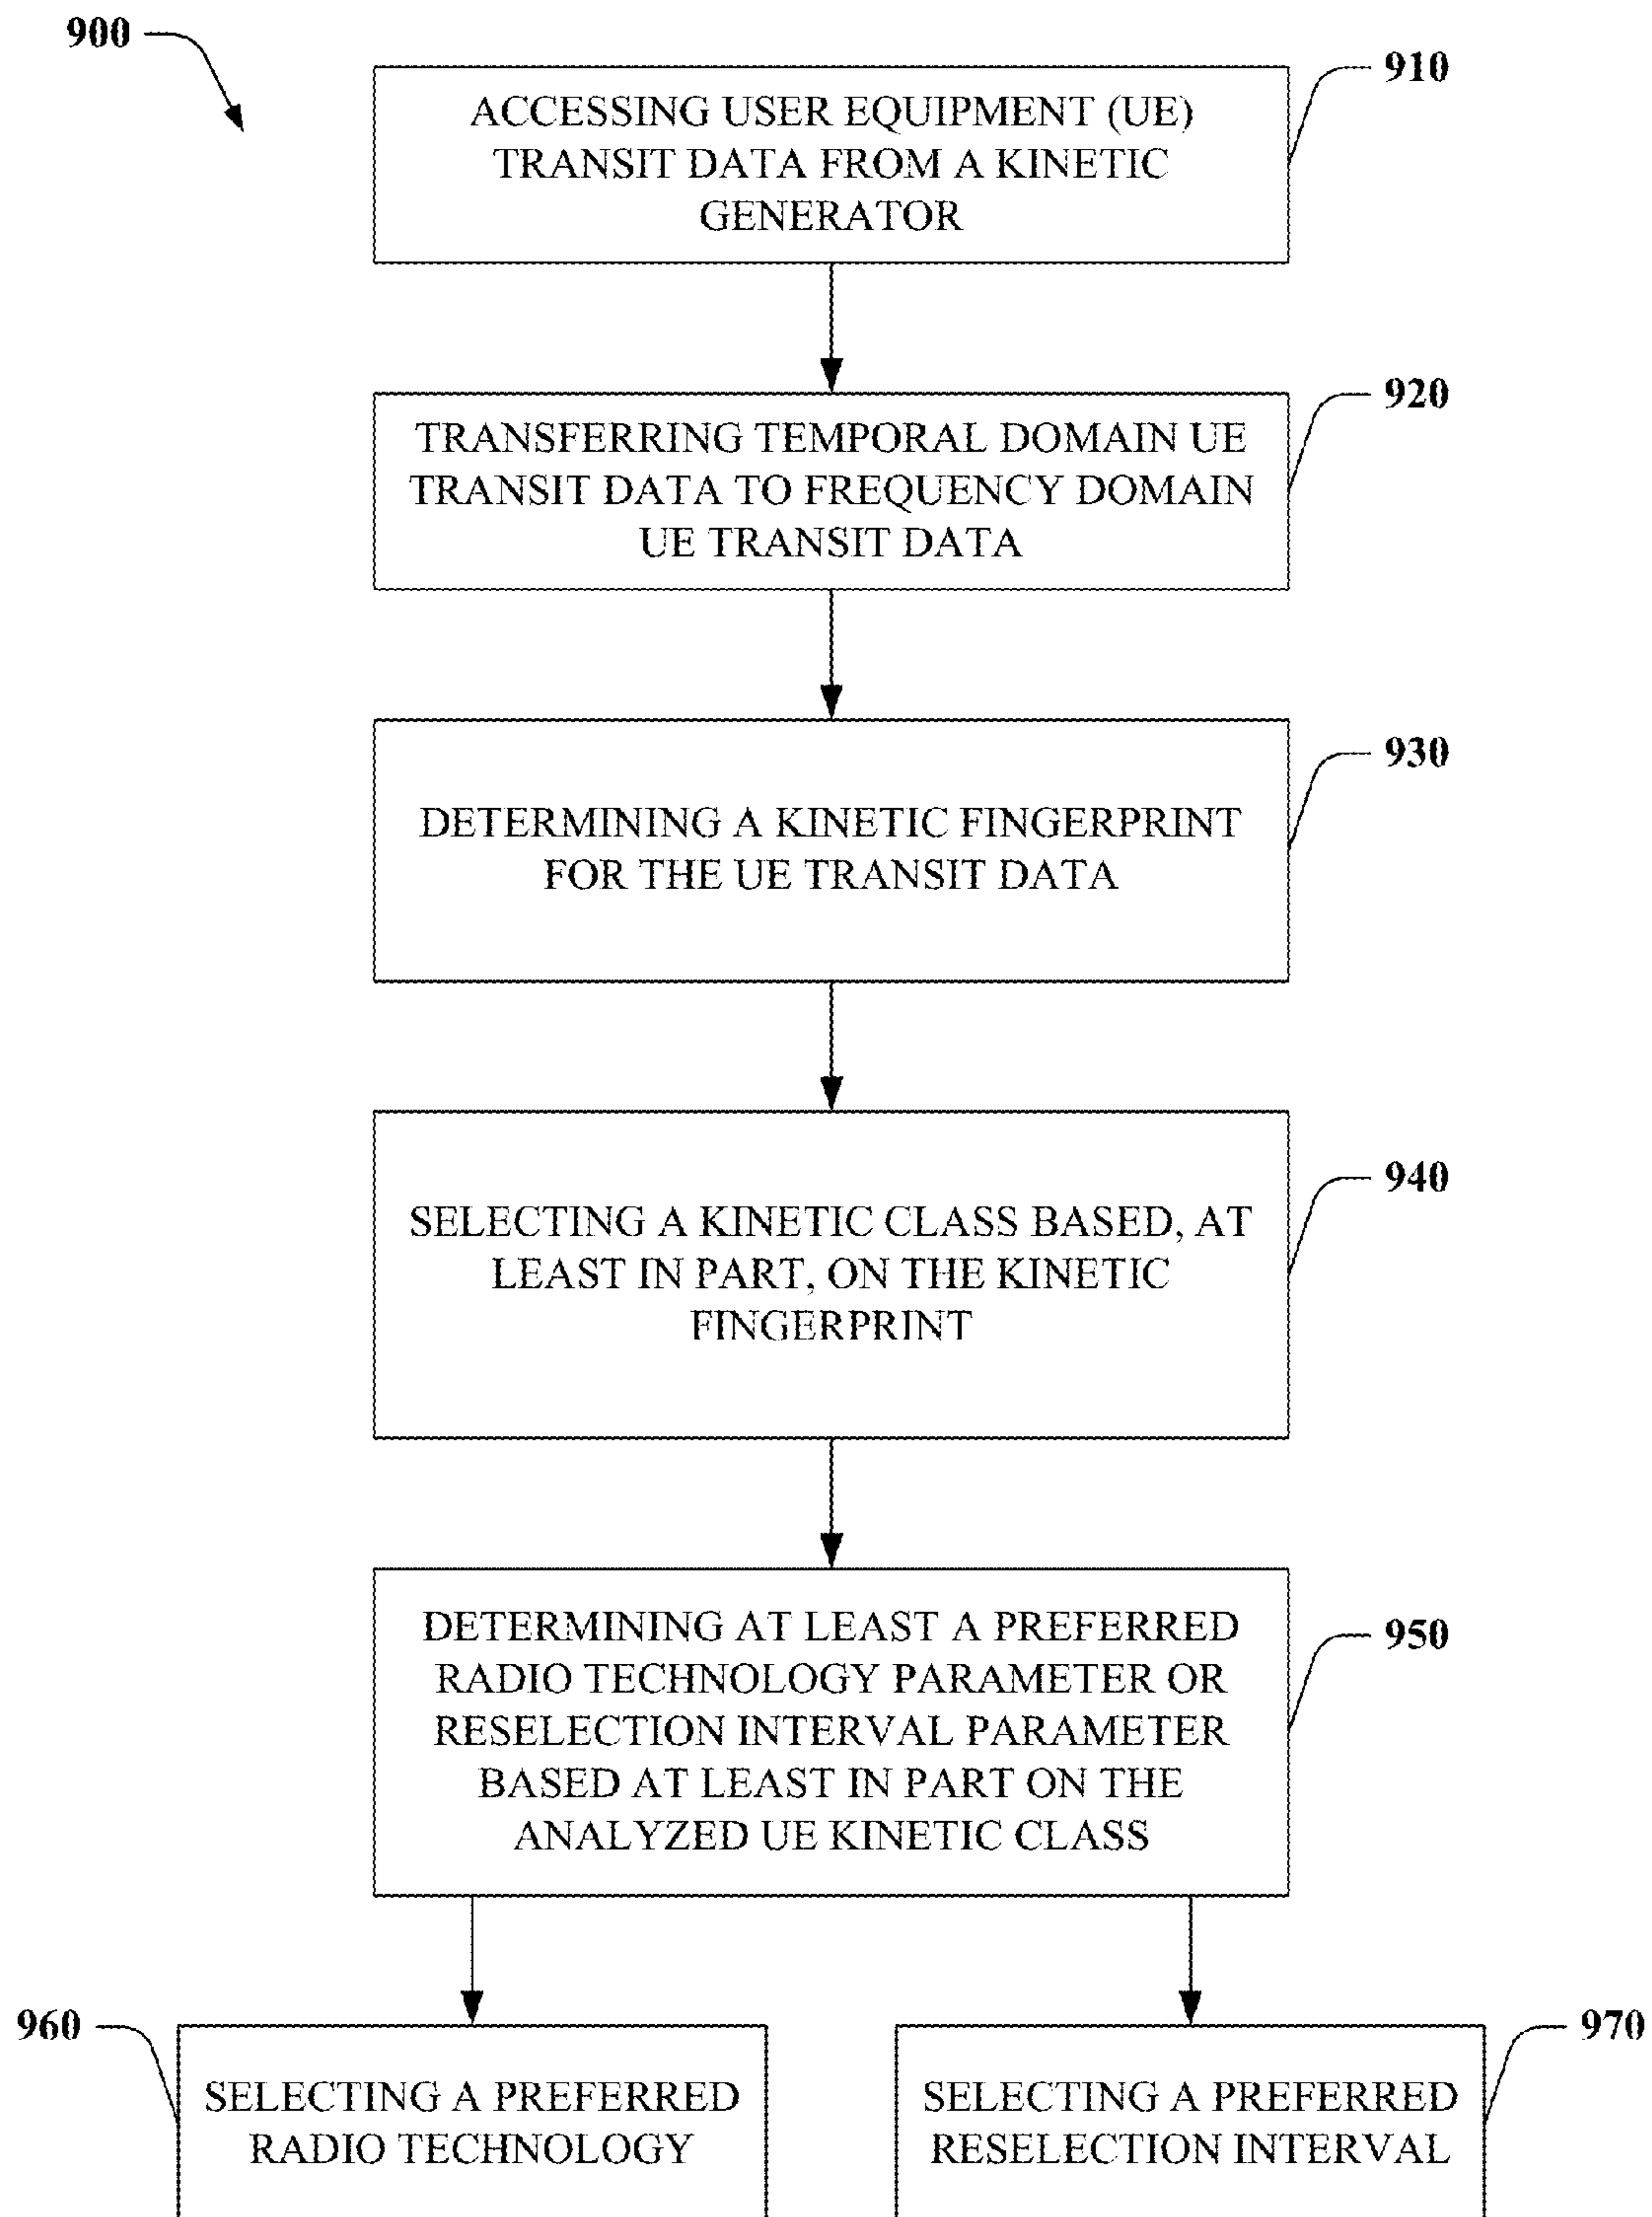 900
910
ACCESSING USER EQUIPMENT (UE)
TRANSIT DATA FROM A KINETIC
GENERATOR
920
TRANSFERRING TEMPORAL DOMAIN UE
TRANSIT DATA TO FREQUENCY DOMAIN
UE TRANSIT DATA
930
DETERMINING A KINETIC FINGERPRINT
FOR THE UE TRANSIT DATA
940
SELECTING A KINETIC CLASS BASED, AT
LEAST IN PART, ON THE KINETIC
FINGERPRINT
950
DETERMINING AT LEAST A PREFERRED
RADIO TECHNOLOGY PARAMETER OR
RESELECTION INTERVAL PARAMETER
BASED AT LEAST IN PART ON THE
ANALYZED UE KINETIC CLASS
960
SELECTING A PREFERRED
RADIO TECHNOLOGY
970
SELECTING A PREFERRED
RESELECTION INTERVAL